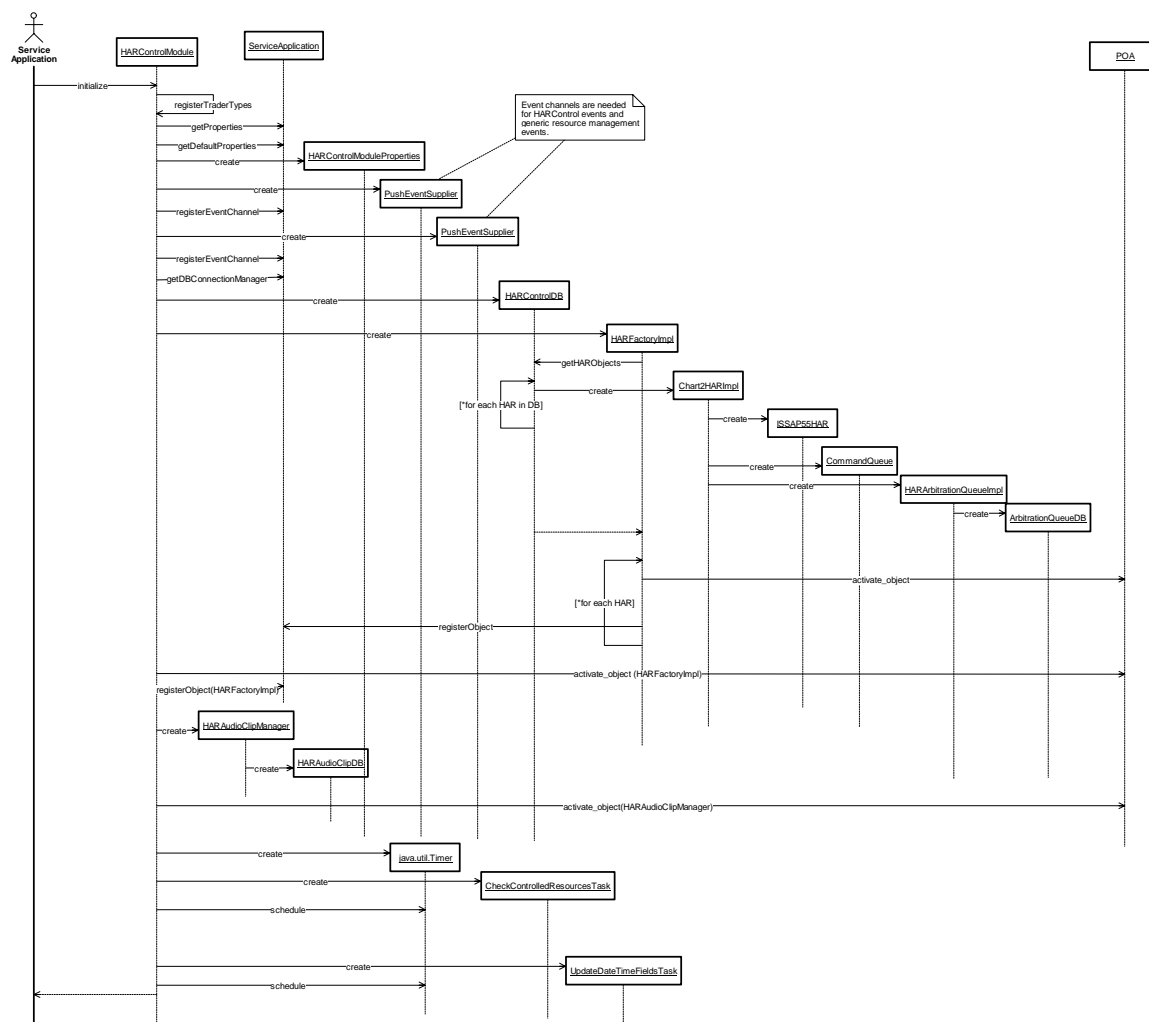 Service
Application
HARControlModule
ServiceApplication
POA
initialize
registerTraderTypes
Event channels are needed
for HARControl events and
generic resource management
events.
getProperties
getDefaultProperties
create
HARControlModuleProperties
create
PushEventSupplier
registerEventChannel
create
PushEventSupplier
registerEventChannel
getDBConnectionManager
create
HARControlDB
create
HARFactoryImpl
getHARObjects
[*for each HAR in DB]
create
Chart2HARImpl
create
ISSAP55HAR
create
CommandQueue
create
HARArbitrationQueueImpl
create
ArbitrationQueueDB
activate_object
[*for each HAR]
registerObject
activate_object (HARFactoryImpl)
registerObject(HARFactoryImpl)
create
HARAudioClipManager
create
HARAudioClipDB
activate_object(HARAudioClipManager)
create
java.util.Timer
create
CheckControlledResourcesTask
schedule
create
UpdateDateTimeFieldsTask
schedule